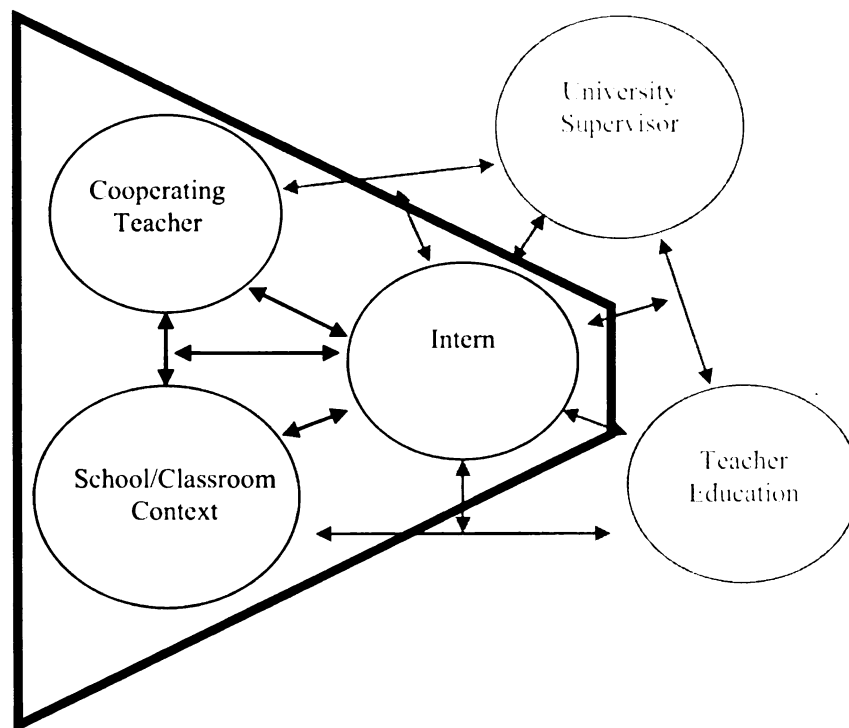 University
Supervisor
Cooperating
Teacher
Intern
School/Classroom
Context
Teacher
Education